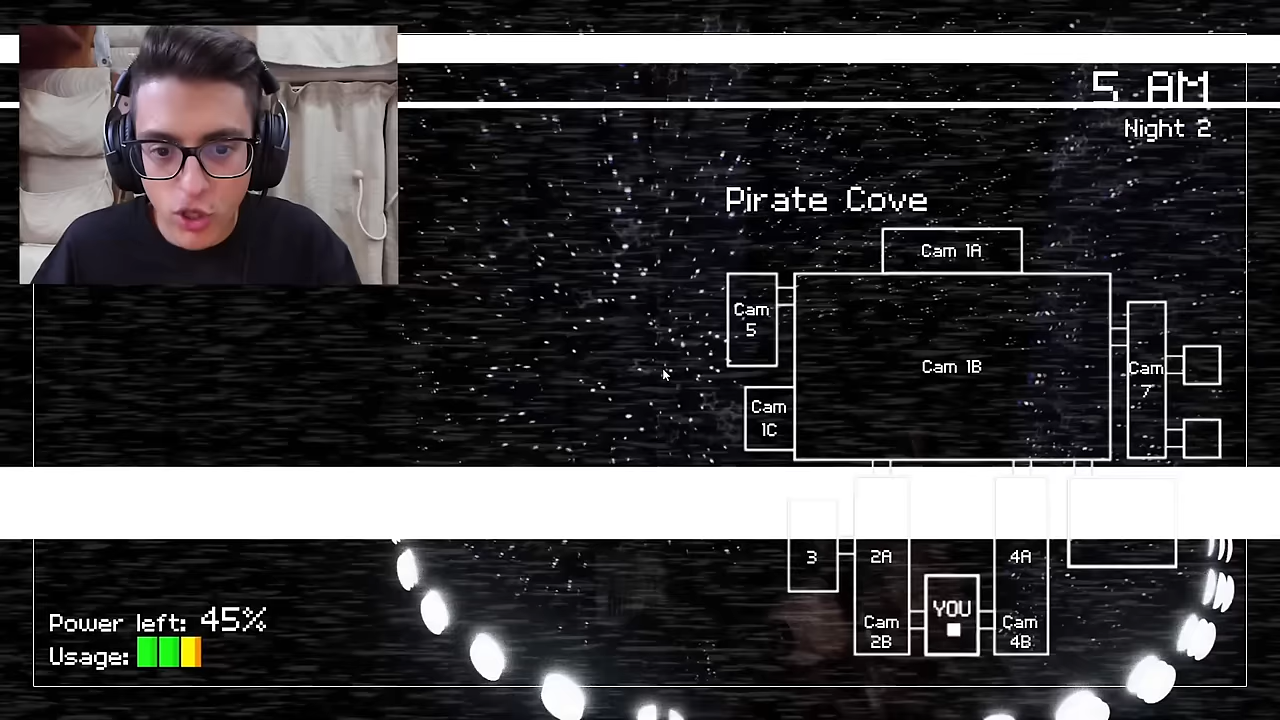 5 AM
Night 2
Pirate Cove
Cam 1A
Cam
5
Cam 1B
Cam
7
Cam
1C
3
2A
4A
YOU
Cam
2B
Cam
4B
Power left: 45%
Usage: